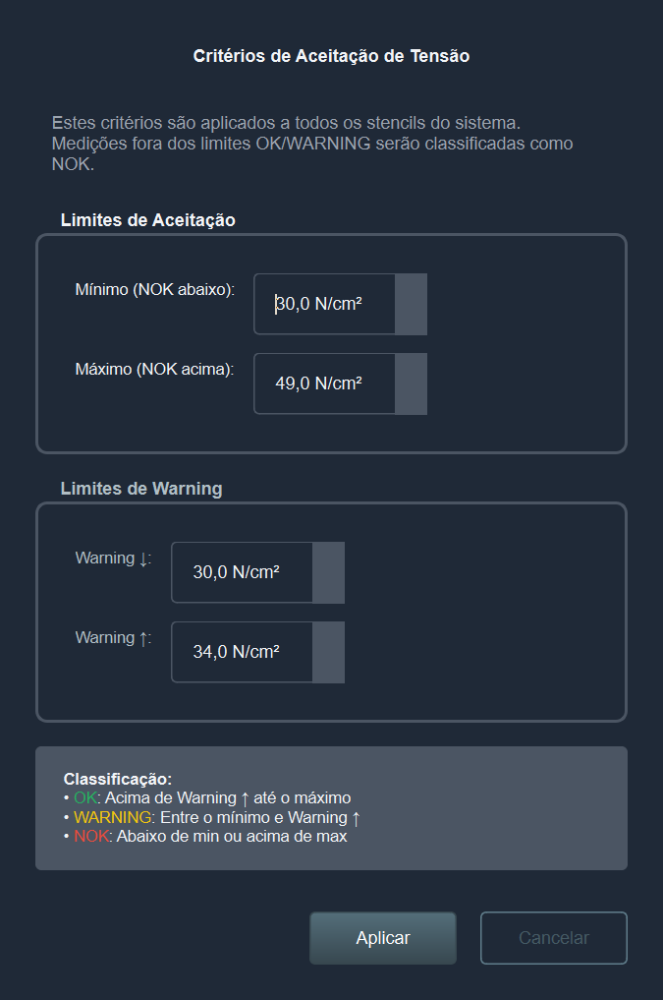 Critérios de Aceitação de Tensão
Estes critérios são aplicados a todos os stencils do sistema.
Medições fora dos limites OK/WARNING serão classificadas como
NOK.
Limites de Aceitação
Mínimo (NOK abaixo): 30,0 N/cm²
Máximo (NOK acima): 49,0 N/cm²
Limites de Warning
Warning ↓: 30,0 N/cm²
Warning ↑: 34,0 N/cm²
Classificação:
• OK: Acima de Warning ↑ até o máximo
• WARNING: Entre o mínimo e Warning ↑
• NOK: Abaixo de min ou acima de max
Aplicar Cancelar